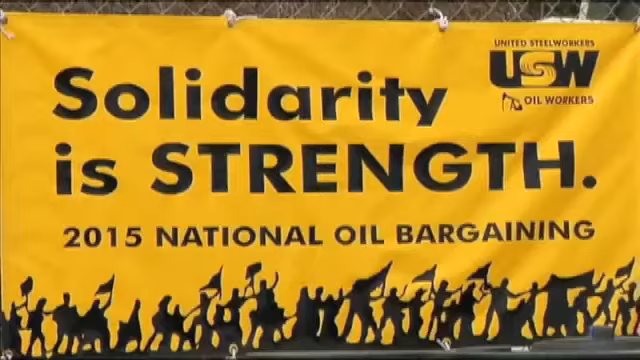 UNITED STEELWORKERS
USW
OIL WORKERS
Solidarity
is STRENGTH.
2015 NATIONAL OIL BARGAINING